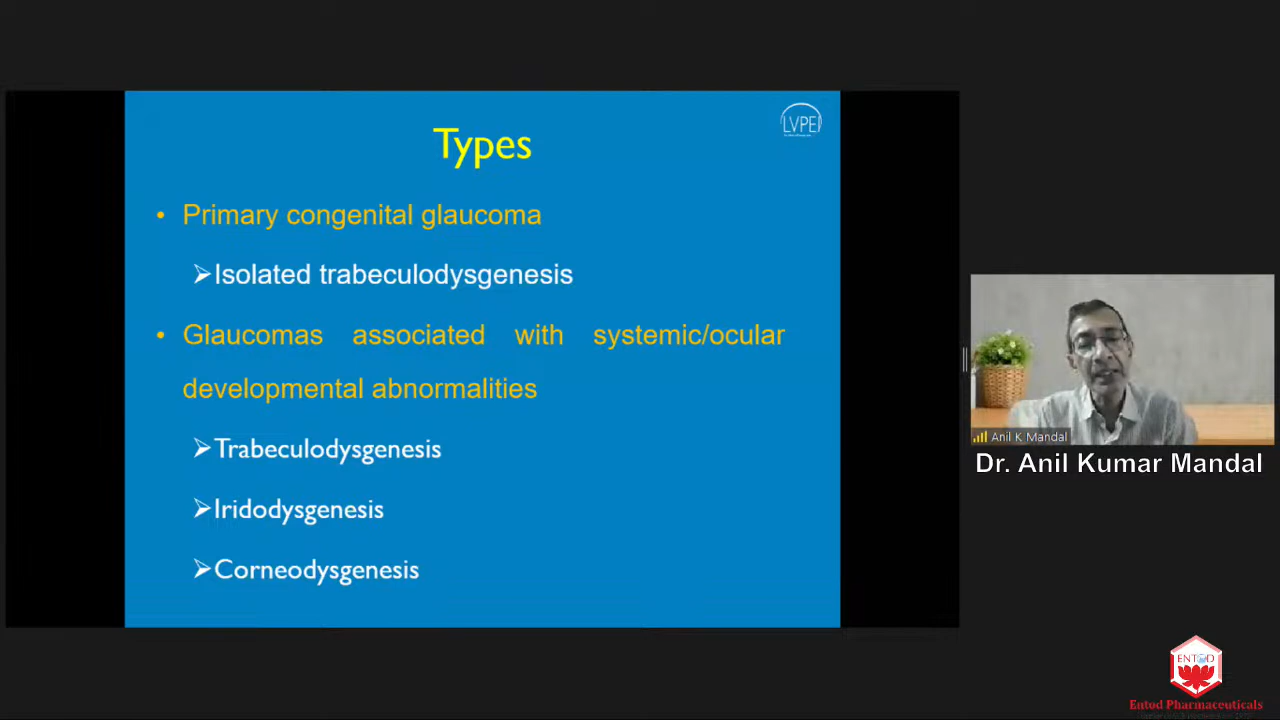 LVPEI
Types
• Primary congenital glaucoma
➢Isolated trabeculodysgenesis
• Glaucomas associated with systemic/ocular
developmental abnormalities
➢Trabeculodysgenesis
➢Iridodysgenesis
➢Corneodysgenesis
Anil K Mandal
Dr. Anil Kumar Mandal
ENTOD
Entod Pharmaceuticals